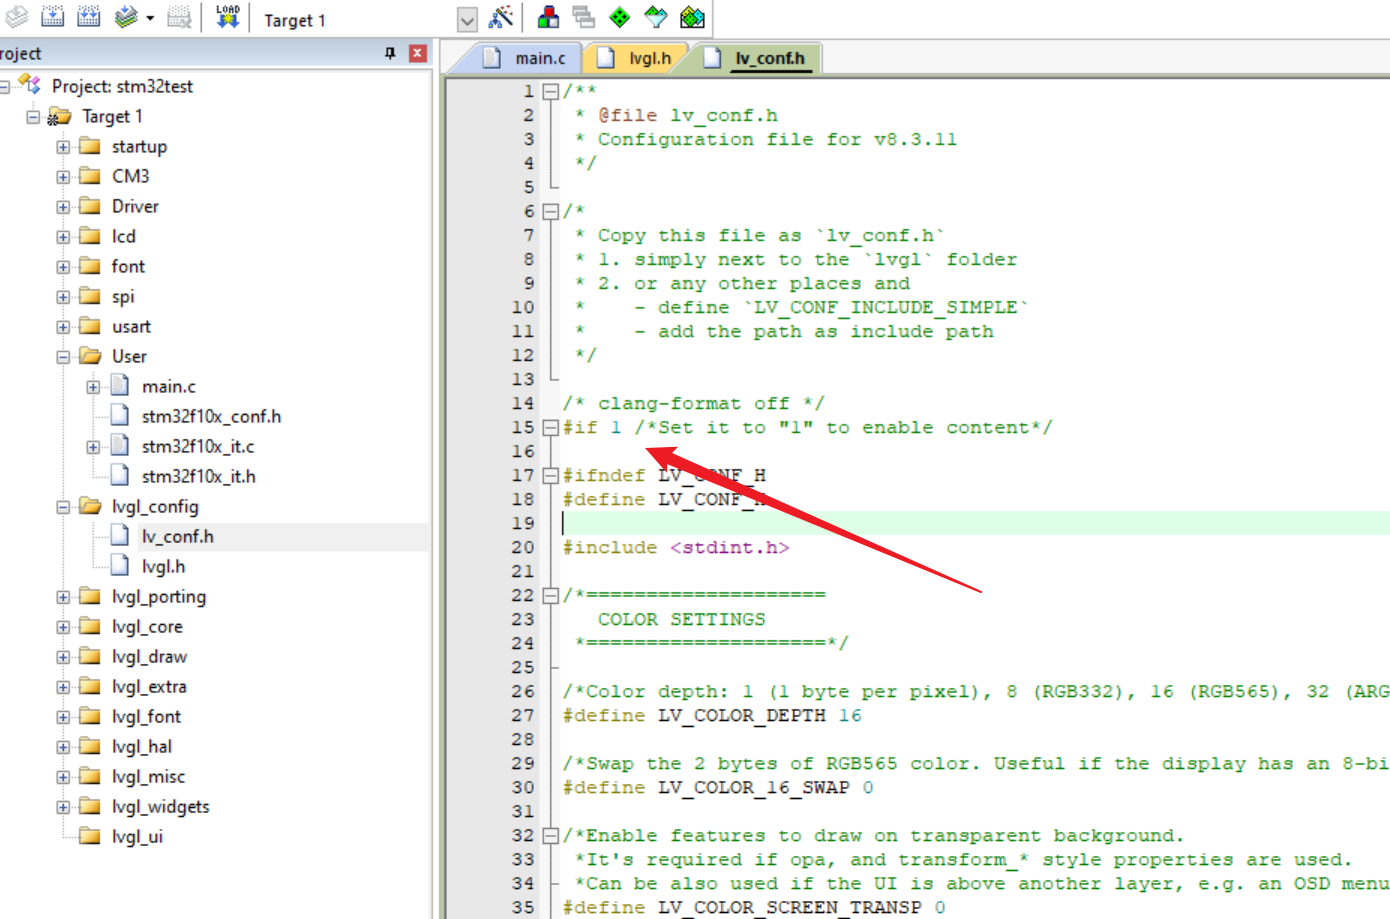 LOAD
Target 1
roject
Project: stm32test
Target 1
startup
CM3
Driver
lcd
font
spi
usart
User
main.c
stm32f10x_conf.h
stm32f10x_it.c
stm32f10x_it.h
lvgl_config
lv_conf.h
lvgl.h
lvgl_porting
lvgl_core
lvgl_draw
lvgl_extra
lvgl_font
lvgl_hal
lvgl_misc
lvgl_widgets
lvgl_ui
main.c
lvgl.h
lv_conf.h
1 /**
2  * @file lv_conf.h
3  * Configuration file for v8.3.11
4  */
5
6 /*
7  * Copy this file as `lv_conf.h`
8  * 1. simply next to the `lvgl` folder
9  * 2. or any other places and
10  *    - define `LV_CONF_INCLUDE_SIMPLE`
11  *    - add the path as include path
12  */
13
14 /* clang-format off */
15 #if 1 /*Set it to "1" to enable content*/
16
17 #ifndef LV_CONF_H
18 #define LV_CONF_H
19
20 #include <stdint.h>
21
22 /*====================
23    COLOR SETTINGS
24  *====================*/
25
26 /*Color depth: 1 (1 byte per pixel), 8 (RGB332), 16 (RGB565), 32 (ARG
27 #define LV_COLOR_DEPTH 16
28
29 /*Swap the 2 bytes of RGB565 color. Useful if the display has an 8-bi
30 #define LV_COLOR_16_SWAP 0
31
32 /*Enable features to draw on transparent background.
33  *It's required if opa, and transform_* style properties are used.
34  *Can be also used if the UI is above another layer, e.g. an OSD menu
35 #define LV_COLOR_SCREEN_TRANSP 0